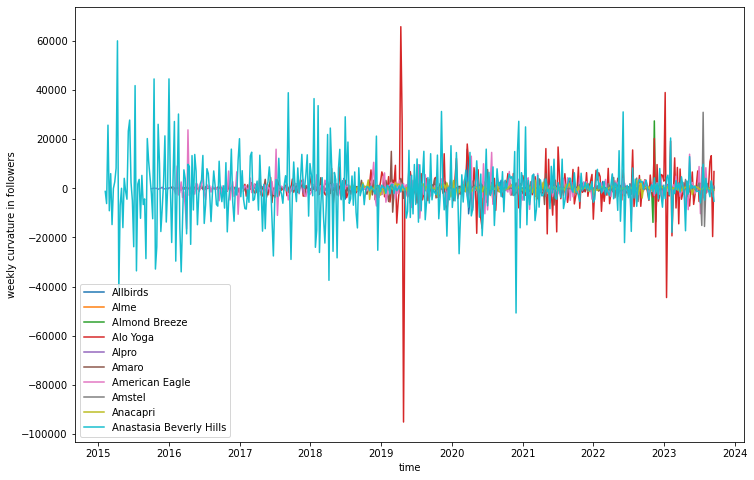 60000
40000
20000
0
−20000
−40000
−60000
−80000
−100000
weekly curvature in followers
Allbirds
Alme
Almond Breeze
Alo Yoga
Alpro
Amaro
American Eagle
Amstel
Anacapri
Anastasia Beverly Hills
2015 2016 2017 2018 2019 2020 2021 2022 2023 2024
time